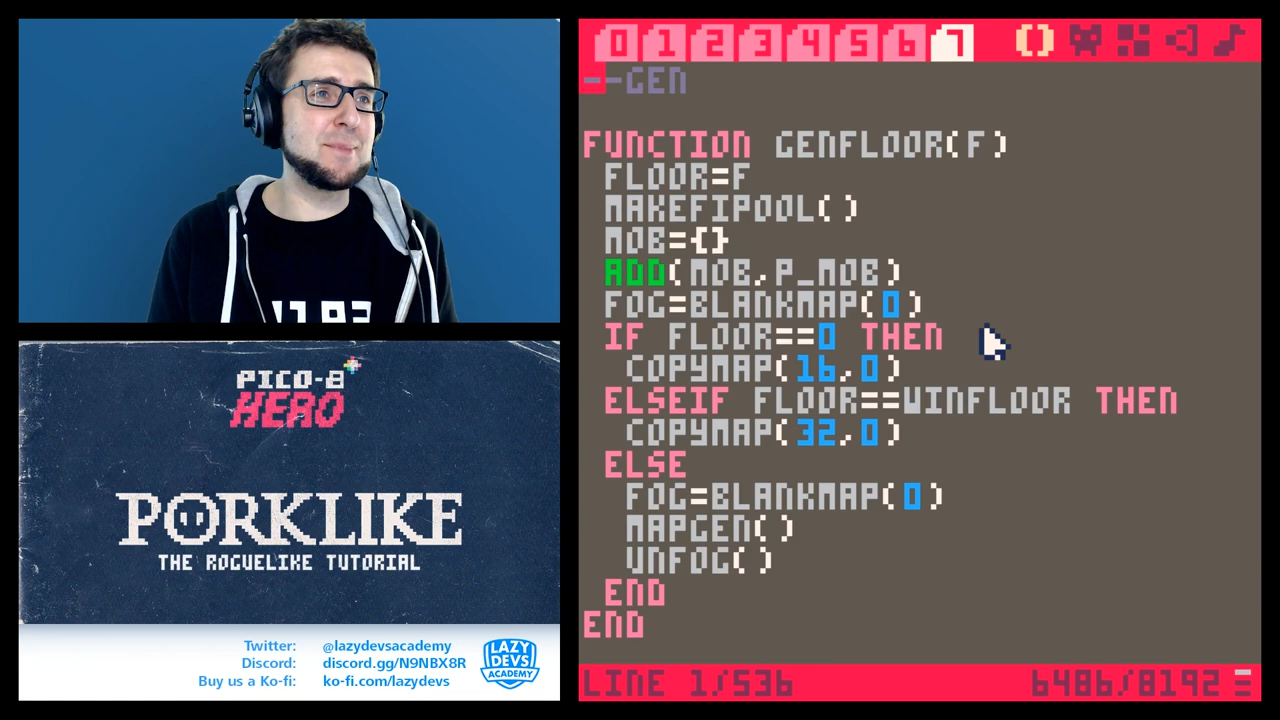 1193
PICO-8
HERO
PORKLIKE
THE ROGUELIKE TUTORIAL
Twitter: @lazydevsacademy
Discord: discord.gg/N9NBX8R
Buy us a Ko-fi: ko-fi.com/lazydevs
LAZY
DEVS
ACADEMY
0 1 2 3 4 5 6 7 ()
--GEN
FUNCTION GENFLOOR(F)
FLOOR=F
MAKEFIPOOL()
MOB={}
ADD(MOB,P_MOB)
FOG=BLANKMAP(0)
IF FLOOR==0 THEN
COPYMAP(16,0)
ELSEIF FLOOR==WINFLOOR THEN
COPYMAP(32,0)
ELSE
FOG=BLANKMAP(0)
MAPGEN()
UNFOG()
END
END
LINE 1/536 6486/8192